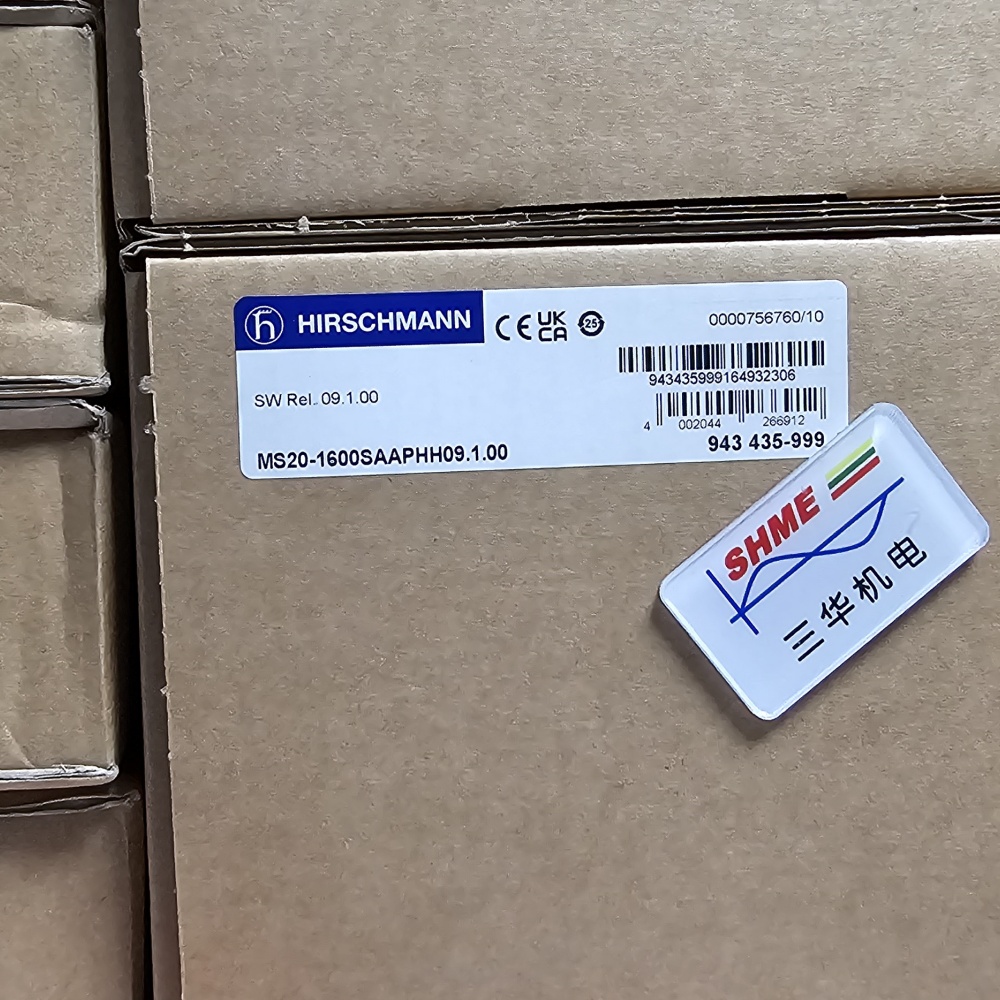 HIRSCHMANN
CE UK CA 25
0000756760/10
943435999164932306
SW Rel. 09.1.00
4 002044 266912
MS20-1600SAAPHH09.1.00
943 435-999
SHME
三华机电